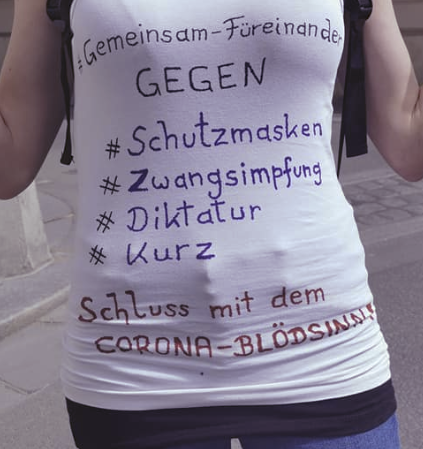 #Gemeinsam-Füreinander
GEGEN
# Schutzmasken
# Zwangsimpfung
# Diktatur
# Kurz
Schluss mit dem
CORONA-BLÖDSINN!